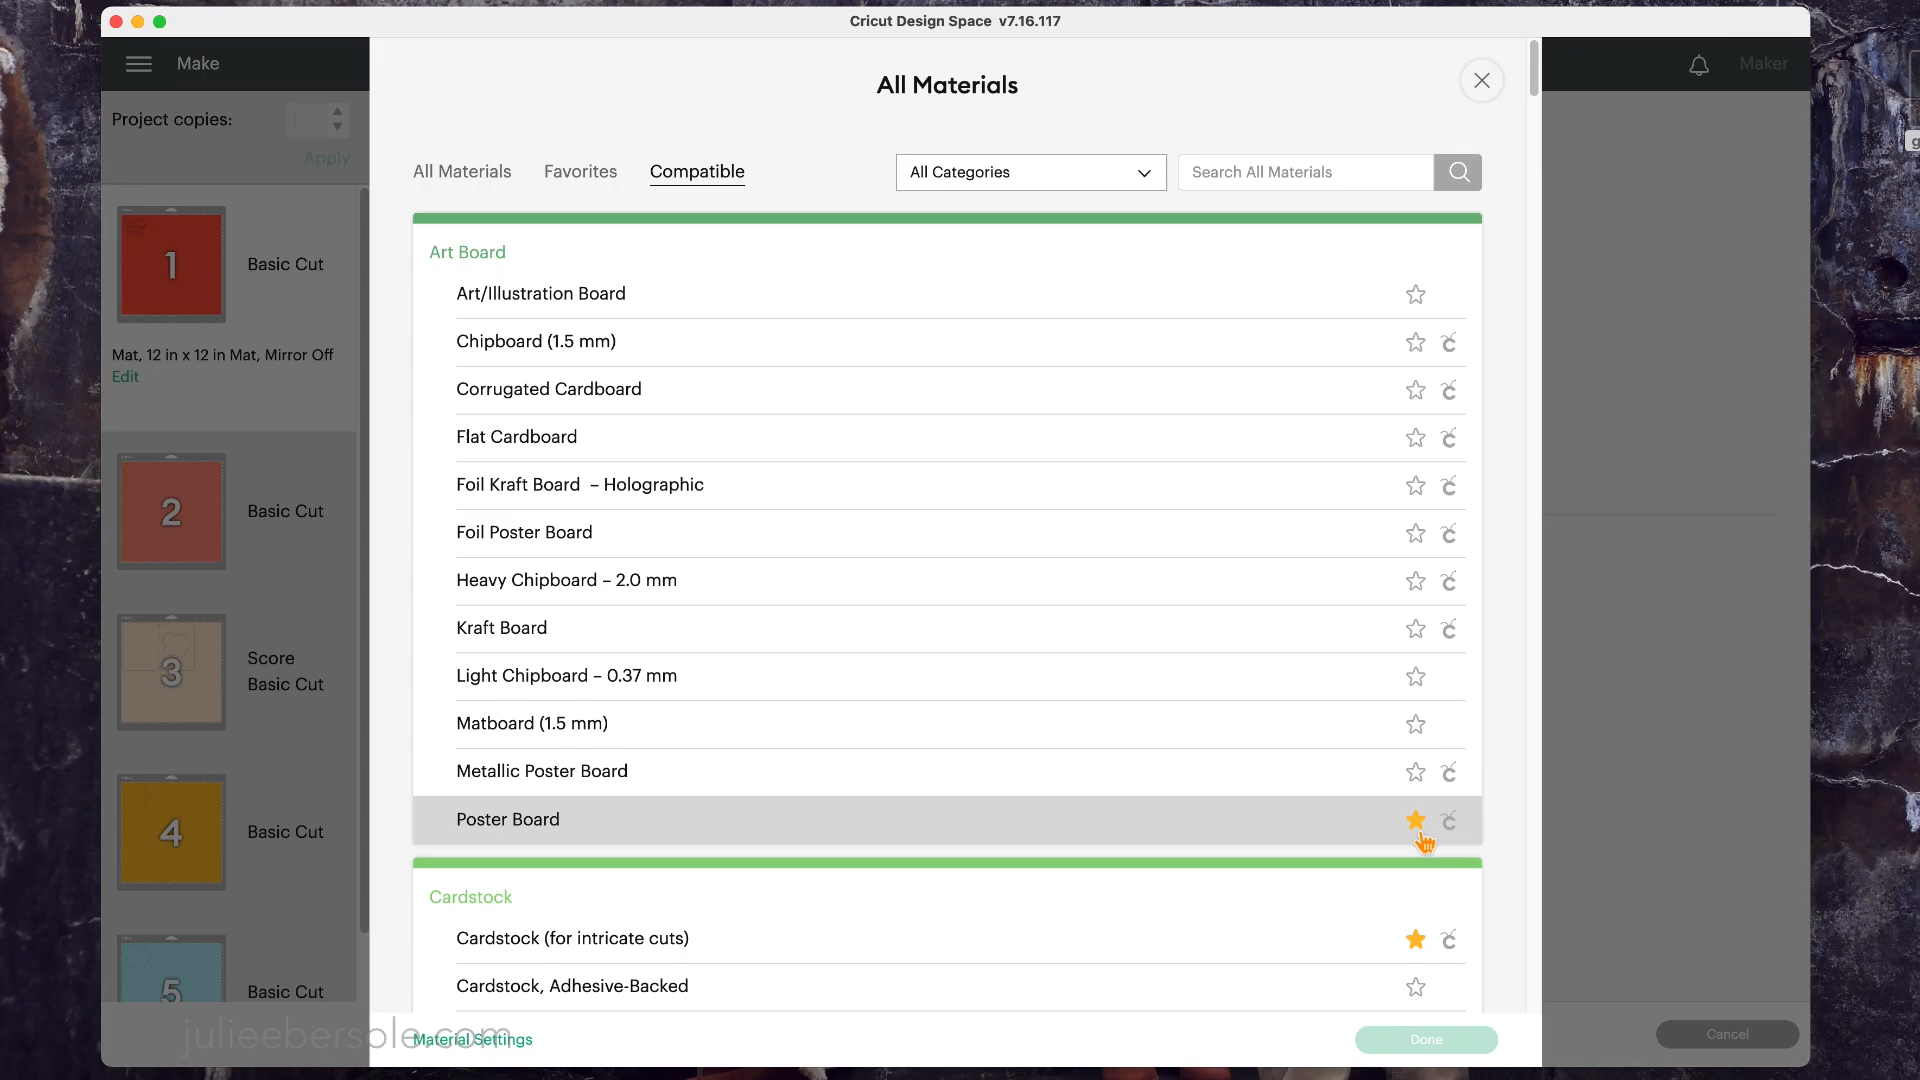 Cricut Design Space v7.16.117
Make
Maker
Project copies:
1
Apply
1
Basic Cut
Mat, 12 in x 12 in Mat, Mirror Off
Edit
2
Basic Cut
3
Score
Basic Cut
4
Basic Cut
5
Basic Cut
All Materials
All Materials
Favorites
Compatible
All Categories
Search All Materials
Art Board
Art/Illustration Board
Chipboard (1.5 mm)
Corrugated Cardboard
Flat Cardboard
Foil Kraft Board – Holographic
Foil Poster Board
Heavy Chipboard – 2.0 mm
Kraft Board
Light Chipboard – 0.37 mm
Matboard (1.5 mm)
Metallic Poster Board
Poster Board
Cardstock
Cardstock (for intricate cuts)
Cardstock, Adhesive-Backed
Material Settings
Done
Cancel
julieebersole.com
g